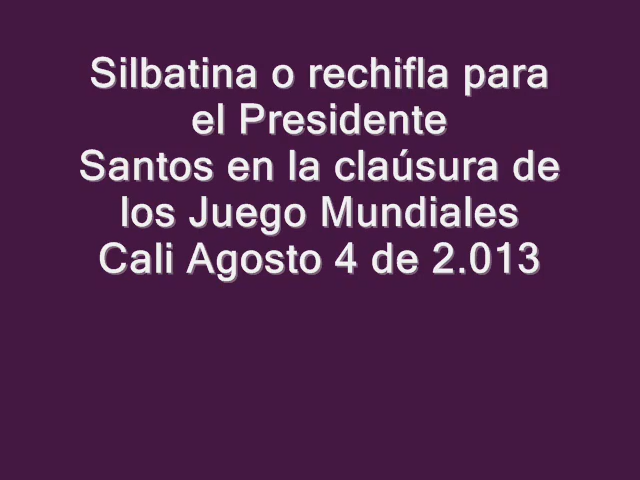 Silbatina o rechifla para
el Presidente
Santos en la claúsura de
los Juego Mundiales
Cali Agosto 4 de 2.013